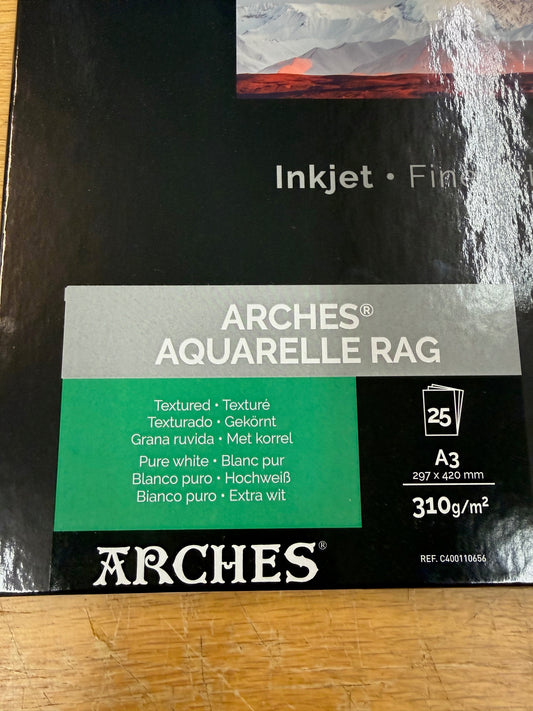 Inkjet • Fine
ARCHES®
AQUARELLE RAG
Textured • Texturé
Texturado • Gekörnt
Grana ruvida • Met korrel
Pure white • Blanc pur
Blanco puro • Hochweiß
Bianco puro • Extra wit
25
A3
297 x 420 mm
310g/m²
ARCHES®
REF. C400110656